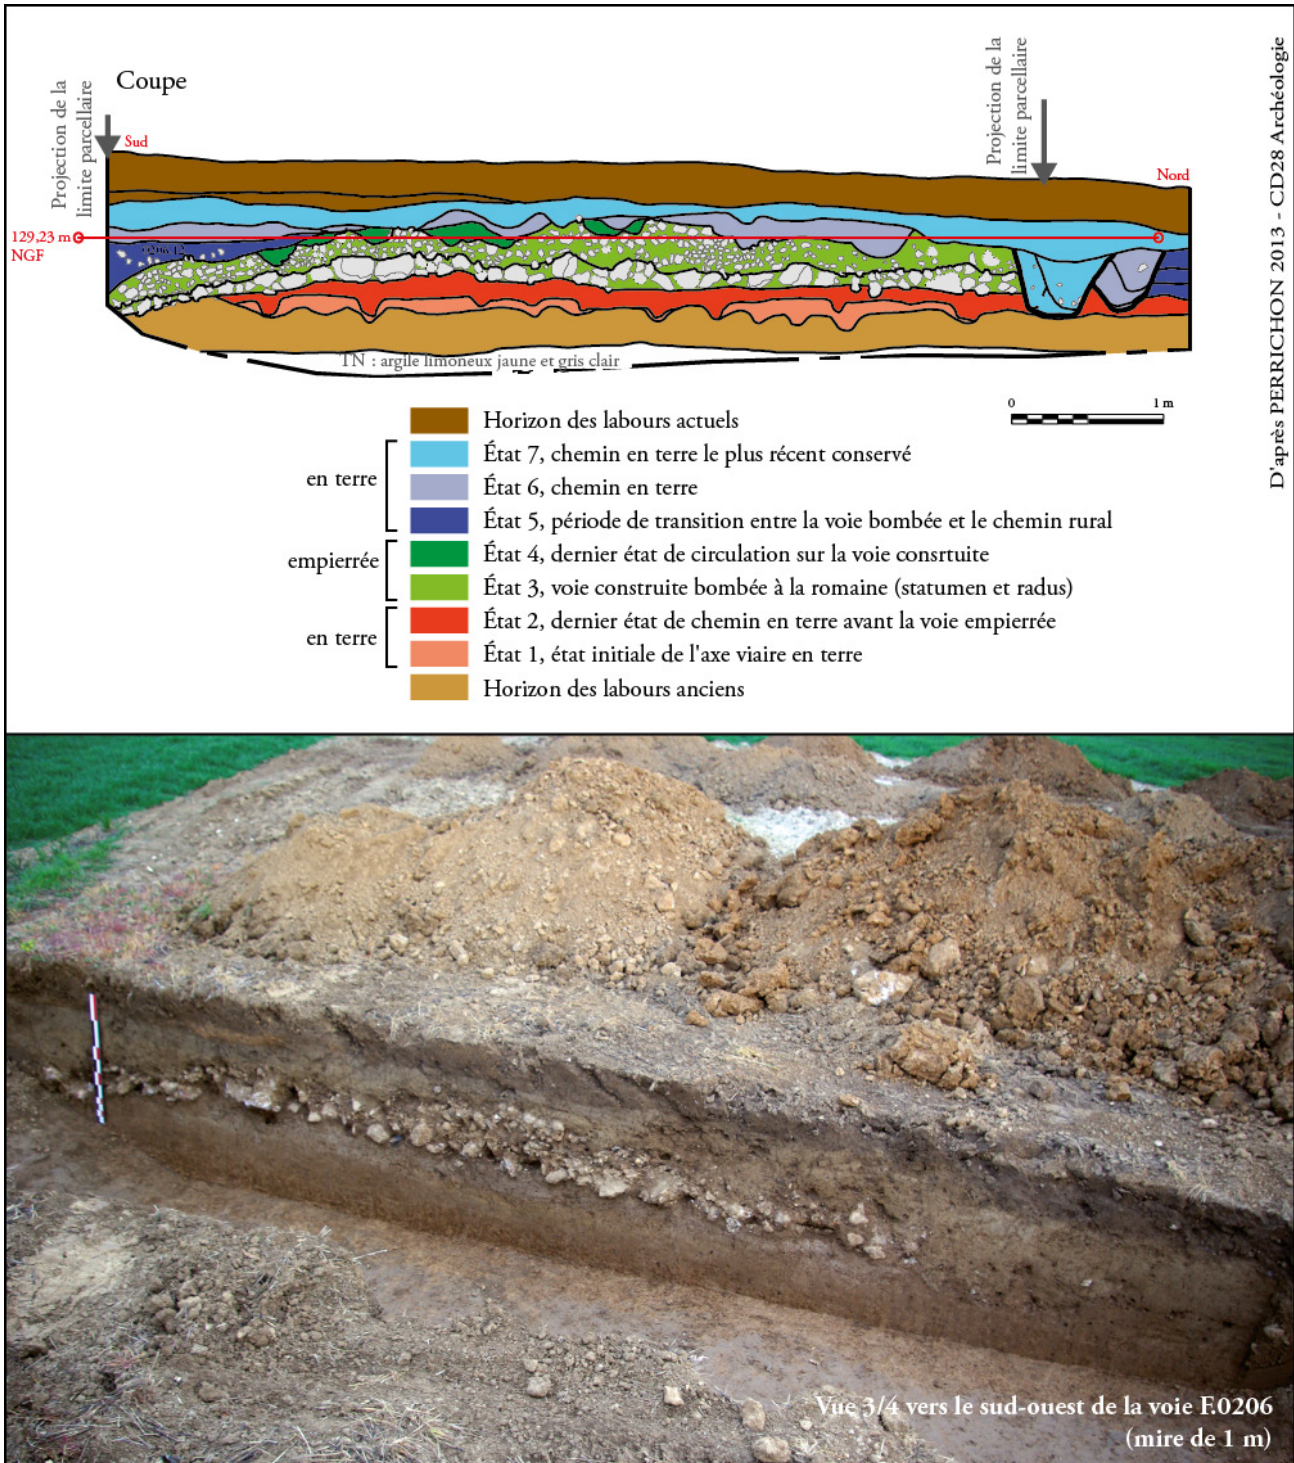 Coupe
Projection de la
limite parcellaire
Sud
Projection de la
limite parcellaire
Nord
129,23 m
NGF
TN : argile limoneux jaune et gris clair
0 1 m
D'après PERRICHON 2013 - CD28 Archéologie
Horizon des labours actuels
en terre
État 7, chemin en terre le plus récent conservé
État 6, chemin en terre
État 5, période de transition entre la voie bombée et le chemin rural
empierrée
État 4, dernier état de circulation sur la voie consrtuite
État 3, voie construite bombée à la romaine (statumen et radus)
en terre
État 2, dernier état de chemin en terre avant la voie empierrée
État 1, état initiale de l'axe viaire en terre
Horizon des labours anciens
Vue 3/4 vers le sud-ouest de la voie F.0206
(mire de 1 m)